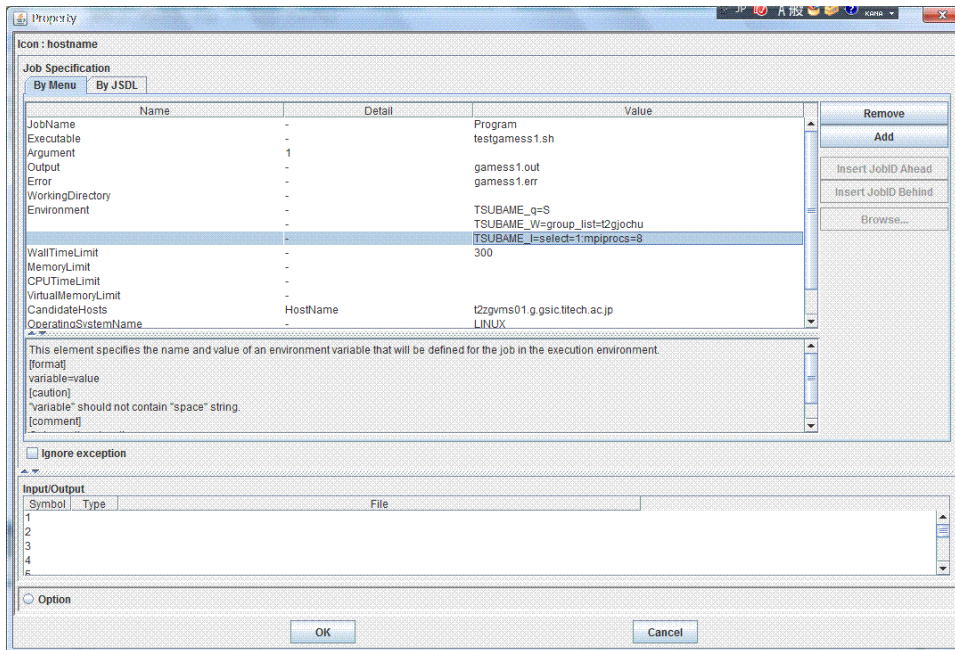 Property
JP A 般 KANA
Icon : hostname
Job Specification
By Menu By JSDL
Name Detail Value
JobName - Program
Executable - testgamess1.sh
Argument 1
Output - gamess1.out
Error - gamess1.err
WorkingDirectory -
Environment - TSUBAME_q=S
- TSUBAME_W=group_list=t2gjochu
- TSUBAME_l=select=1:mpiprocs=8
WallTimeLimit - 300
MemoryLimit -
CPUTimeLimit -
VirtualMemoryLimit -
CandidateHosts HostName t2zgvms01.g.gsic.titech.ac.jp
OperatingSystemName - LINUX
Remove
Add
Insert JobID Ahead
Insert JobID Behind
Browse...
This element specifies the name and value of an environment variable that will be defined for the job in the execution environment.
[format]
variable=value
[caution]
"variable" should not contain "space" string.
[comment]
Ignore exception
Input/Output
Symbol Type File
1
2
3
4
5
Option
OK Cancel